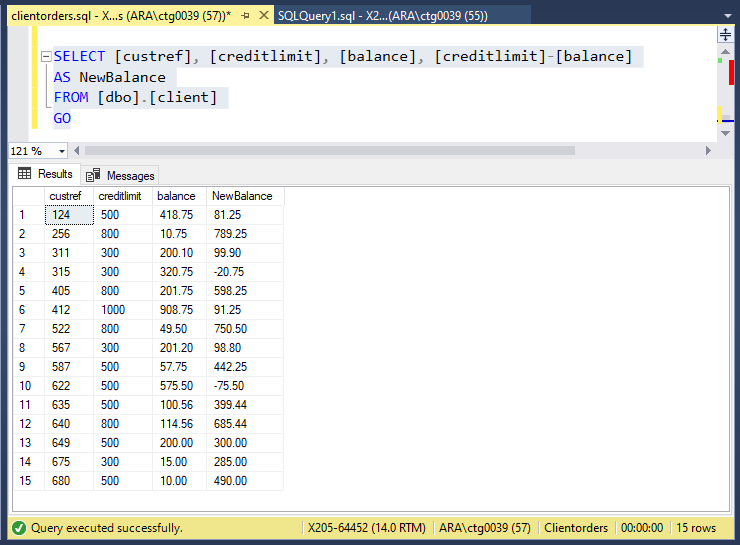 clientorders.sql - X...s (ARA\ctg0039 (57))* SQLQuery1.sql - X2...(ARA\ctg0039 (55))
SELECT [custref], [creditlimit], [balance], [creditlimit]-[balance]
AS NewBalance
FROM [dbo].[client]
GO
121 %
Results Messages
custref creditlimit balance NewBalance
1 124 500 418.75 81.25
2 256 800 10.75 789.25
3 311 300 200.10 99.90
4 315 300 320.75 -20.75
5 405 800 201.75 598.25
6 412 1000 908.75 91.25
7 522 800 49.50 750.50
8 567 300 201.20 98.80
9 587 500 57.75 442.25
10 622 500 575.50 -75.50
11 635 500 100.56 399.44
12 640 800 114.56 685.44
13 649 500 200.00 300.00
14 675 300 15.00 285.00
15 680 500 10.00 490.00
Query executed successfully. X205-64452 (14.0 RTM) ARA\ctg0039 (57) Clientorders 00:00:00 15 rows